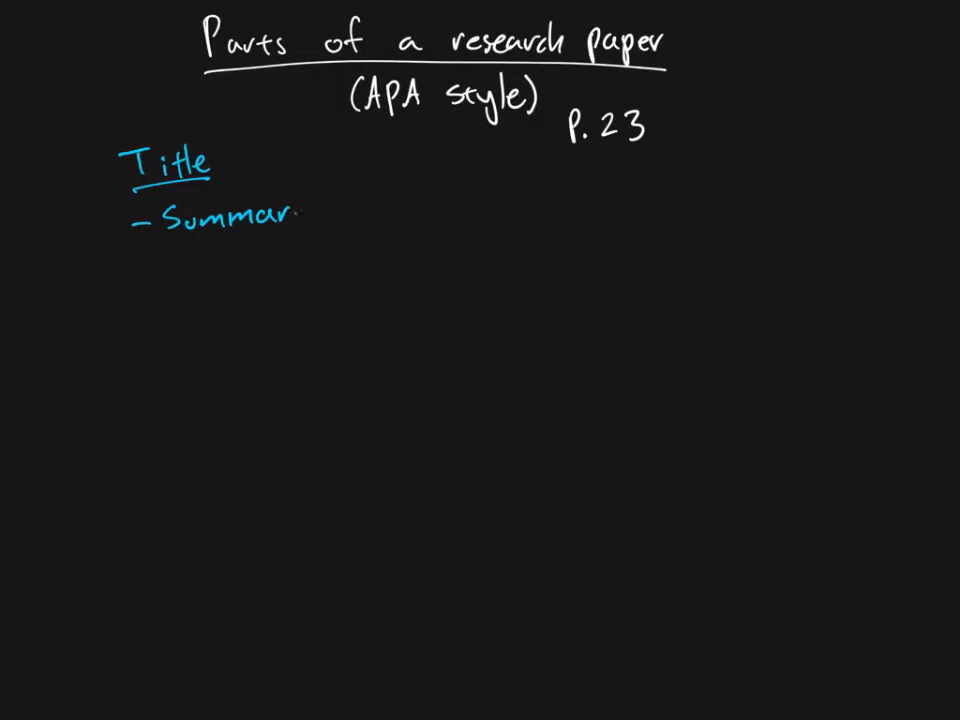 Parts of a research paper
(APA style)
P. 23
Title
- Summar